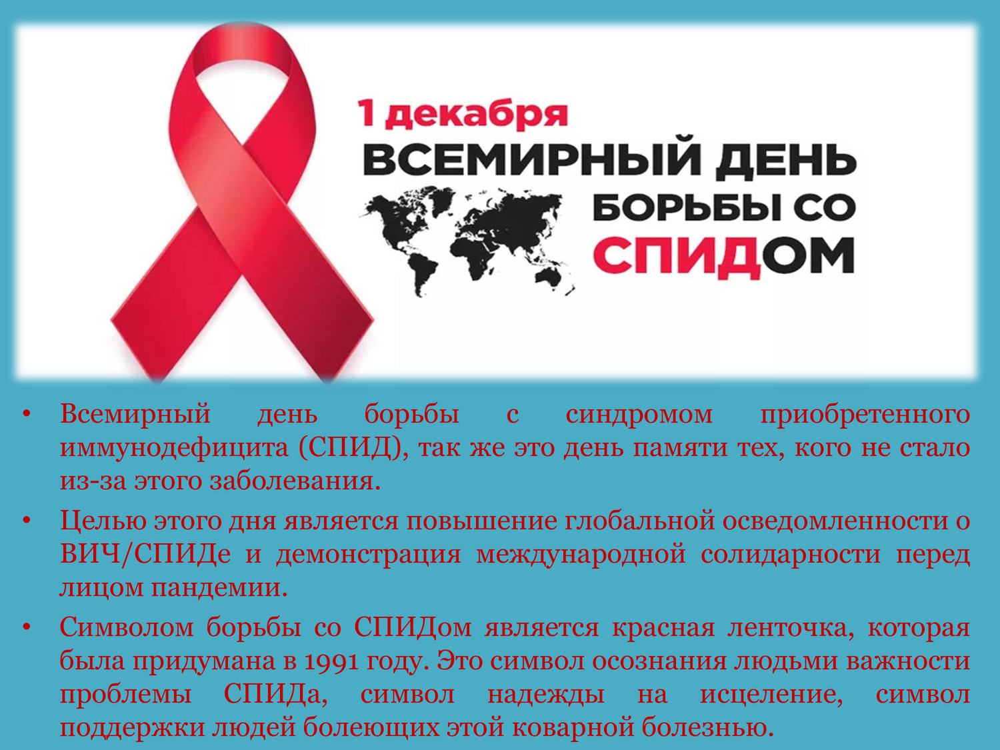 1 декабря
ВСЕМИРНЫЙ ДЕНЬ
БОРЬБЫ СО
СПИДОМ
• Всемирный день борьбы с синдромом приобретенного
иммунодефицита (СПИД), так же это день памяти тех, кого не стало
из-за этого заболевания.
• Целью этого дня является повышение глобальной осведомленности о
ВИЧ/СПИДе и демонстрация международной солидарности перед
лицом пандемии.
• Символом борьбы со СПИДом является красная ленточка, которая
была придумана в 1991 году. Это символ осознания людьми важности
проблемы СПИДа, символ надежды на исцеление, символ
поддержки людей болеющих этой коварной болезнью.